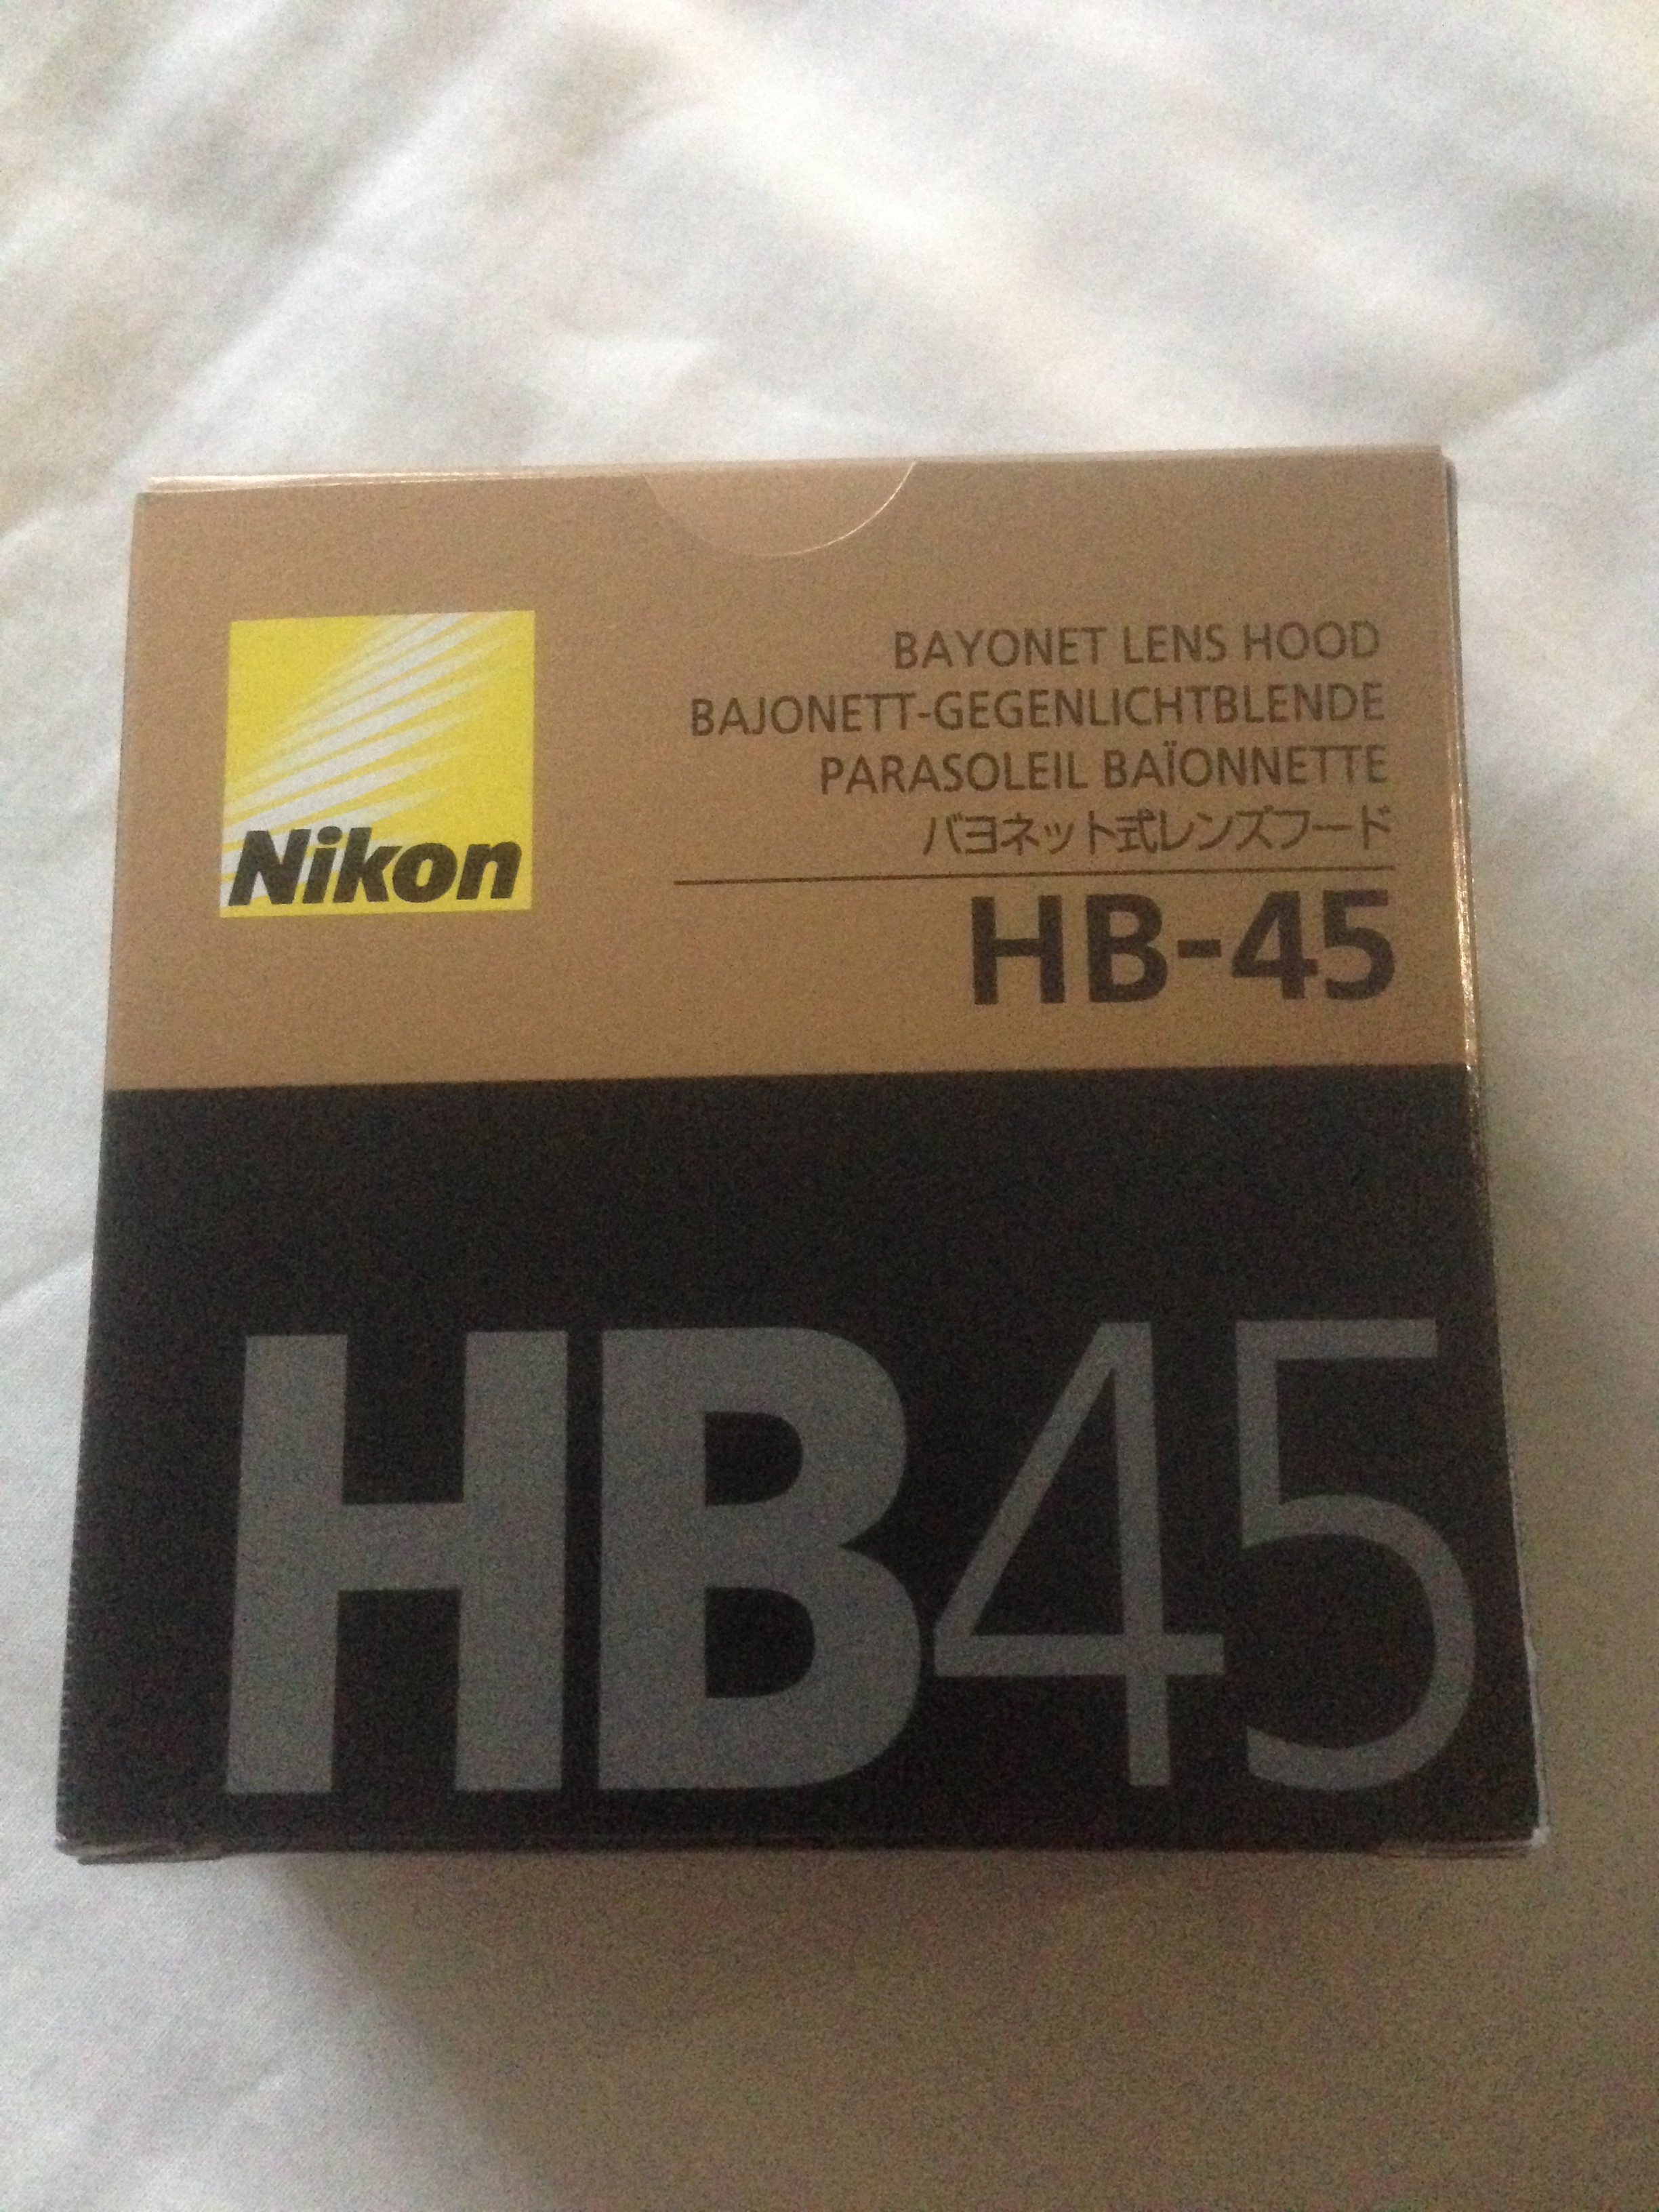 Nikon
BAYONET LENS HOOD
BAJONETT-GEGENLICHTBLENDE
PARASOLEIL BAÏONNETTE
バヨネット式レンズフード
HB-45
HB45